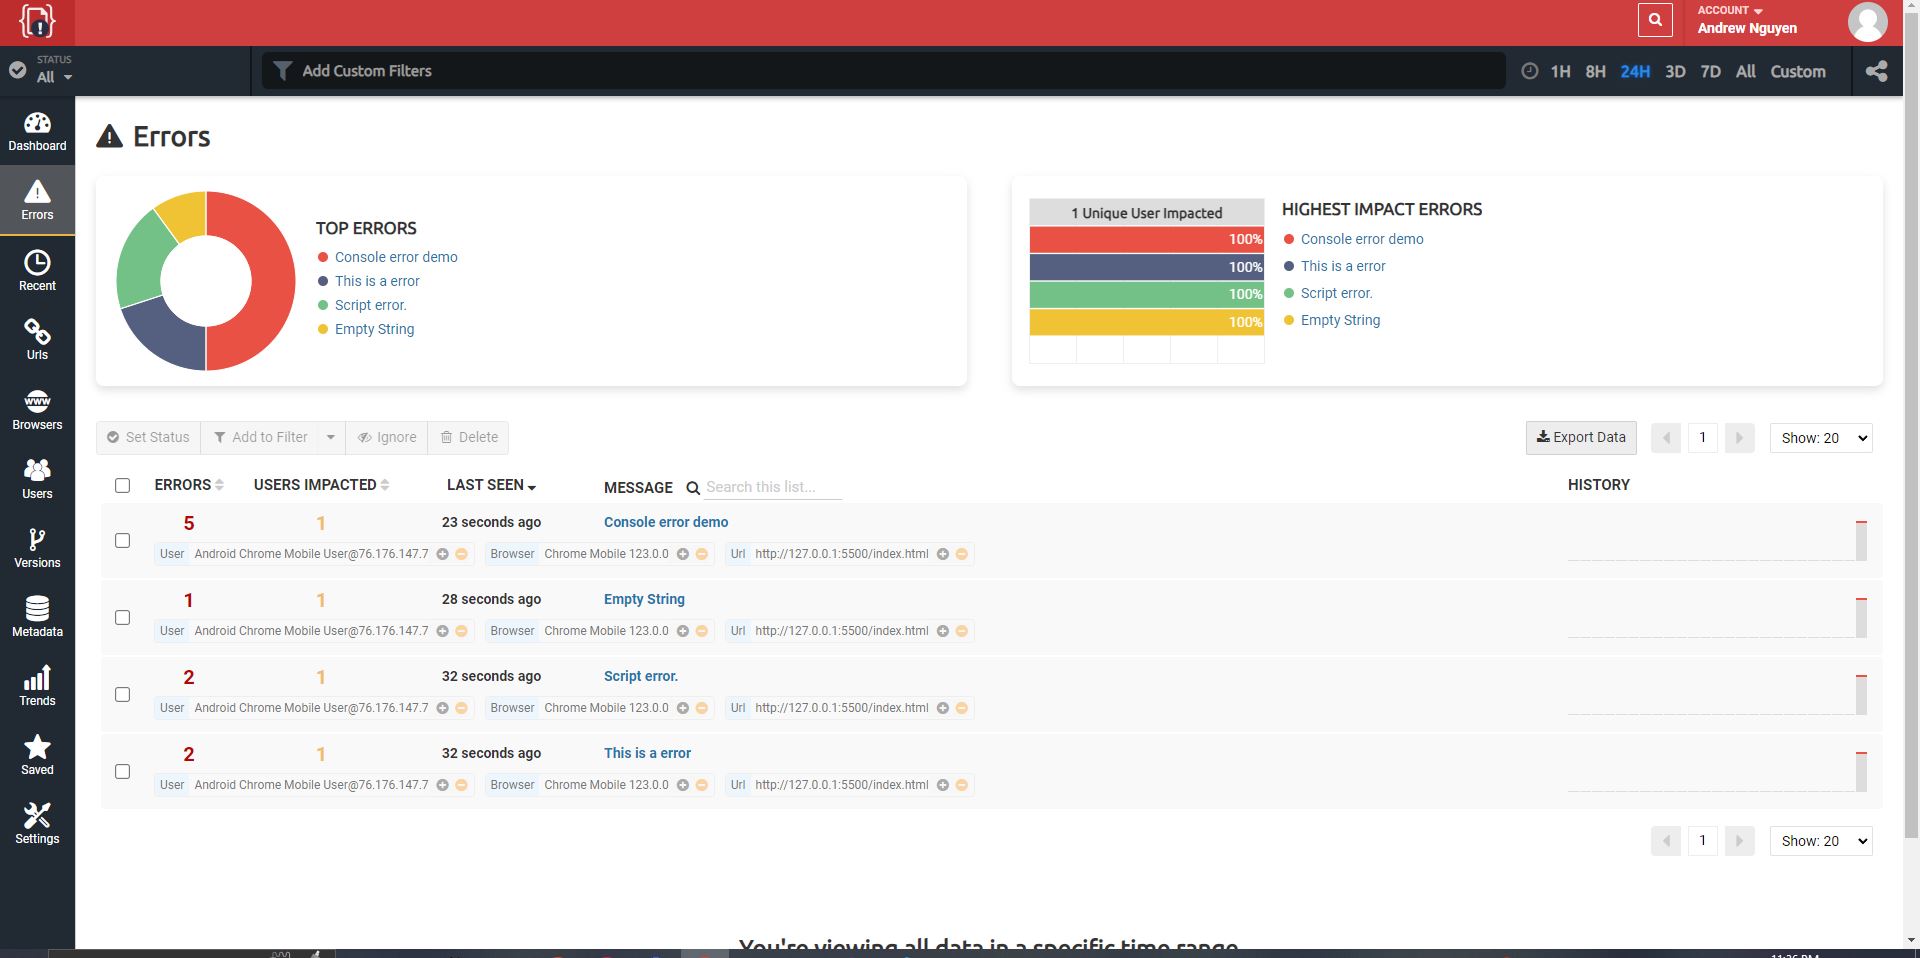 ACCOUNT
Andrew Nguyen
STATUS
All
Add Custom Filters
1H 8H 24H 3D 7D All Custom
Dashboard
Errors
Recent
Urls
Browsers
Users
Versions
Metadata
Trends
Saved
Settings
Errors
TOP ERRORS
Console error demo
This is a error
Script error.
Empty String
1 Unique User Impacted
100%
100%
100%
100%
HIGHEST IMPACT ERRORS
Console error demo
This is a error
Script error.
Empty String
Set Status Add to Filter Ignore Delete
Export Data 1 Show: 20
ERRORS USERS IMPACTED LAST SEEN MESSAGE Search this list... HISTORY
5 1 23 seconds ago Console error demo
User Android Chrome Mobile User@76.176.147.7 Browser Chrome Mobile 123.0.0 Url http://127.0.0.1:5500/index.html
1 1 28 seconds ago Empty String
User Android Chrome Mobile User@76.176.147.7 Browser Chrome Mobile 123.0.0 Url http://127.0.0.1:5500/index.html
2 1 32 seconds ago Script error.
User Android Chrome Mobile User@76.176.147.7 Browser Chrome Mobile 123.0.0 Url http://127.0.0.1:5500/index.html
2 1 32 seconds ago This is a error
User Android Chrome Mobile User@76.176.147.7 Browser Chrome Mobile 123.0.0 Url http://127.0.0.1:5500/index.html
1 Show: 20
You're viewing all data in a specific time range